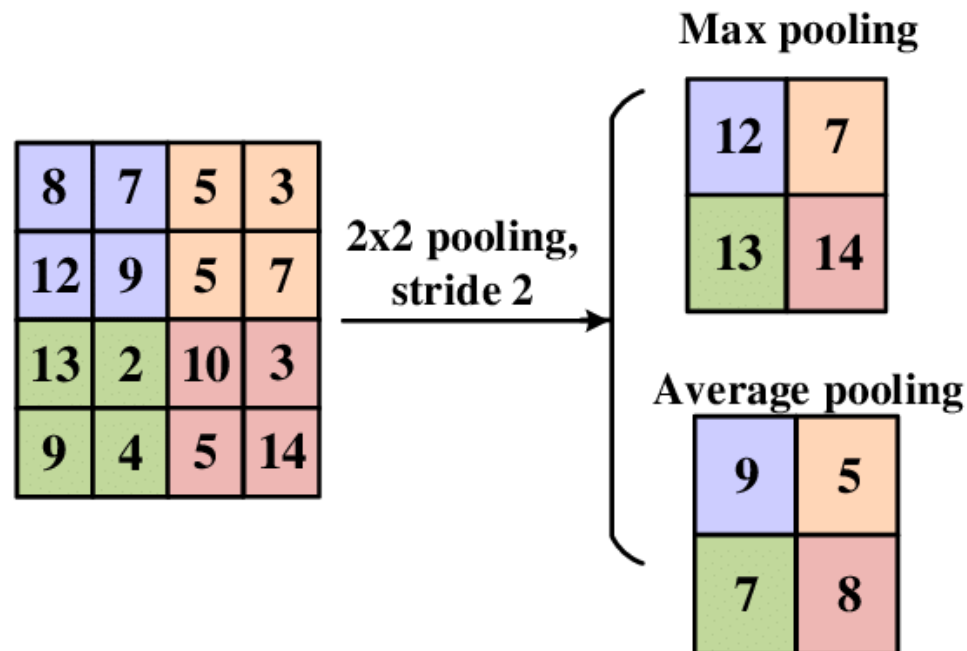 8 7 5 3
12 9 5 7
13 2 10 3
9 4 5 14
2x2 pooling,
stride 2
Max pooling
12 7
13 14
Average pooling
9 5
7 8